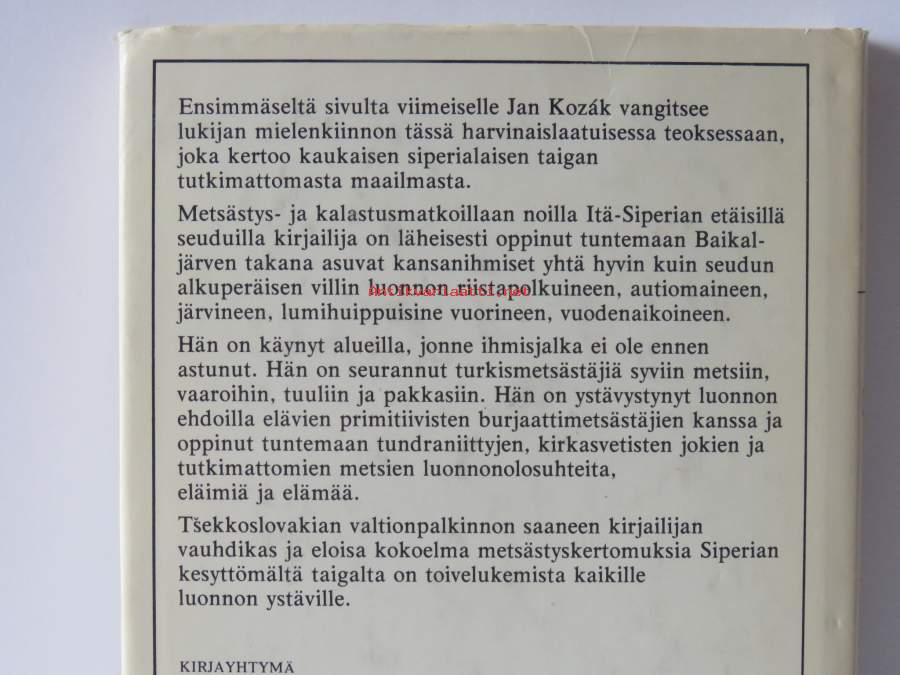 Ensimmäseltä sivulta viimeiselle Jan Kozák vangitsee
lukijan mielenkiinnon tässä harvinaislaatuisessa teoksessaan,
joka kertoo kaukaisen siperialaisen taigan
tutkimattomasta maailmasta.
Metsästys- ja kalastusmatkoillaan noilla Itä-Siperian etäisillä
seuduilla kirjailija on läheisesti oppinut tuntemaan Baikal-
järven takana asuvat kansanihmiset yhtä hyvin kuin seudun
alkuperäisen villin luonnon riistapolkuineen, autiomaineen,
antikvariaatti.net
järvineen, lumihuippuisine vuorineen, vuodenaikoineen.
Hän on käynyt alueilla, jonne ihmisjalka ei ole ennen
astunut. Hän on seurannut turkismetsästäjiä syviin metsiin,
vaaroihin, tuuliin ja pakkasiin. Hän on ystävystynyt luonnon
ehdoilla elävien primitiivisten burjaattimetsästäjien kanssa ja
oppinut tuntemaan tundraniittyjen, kirkasvetisten jokien ja
tutkimattomien metsien luonnonolosuhteita,
eläimiä ja elämää.
Tšekkoslovakian valtionpalkinnon saaneen kirjailijan
vauhdikas ja eloisa kokoelma metsästyskertomuksia Siperian
kesyttömältä taigalta on toivelukemista kaikille
luonnon ystäville.
KIRJAYHTYMÄ